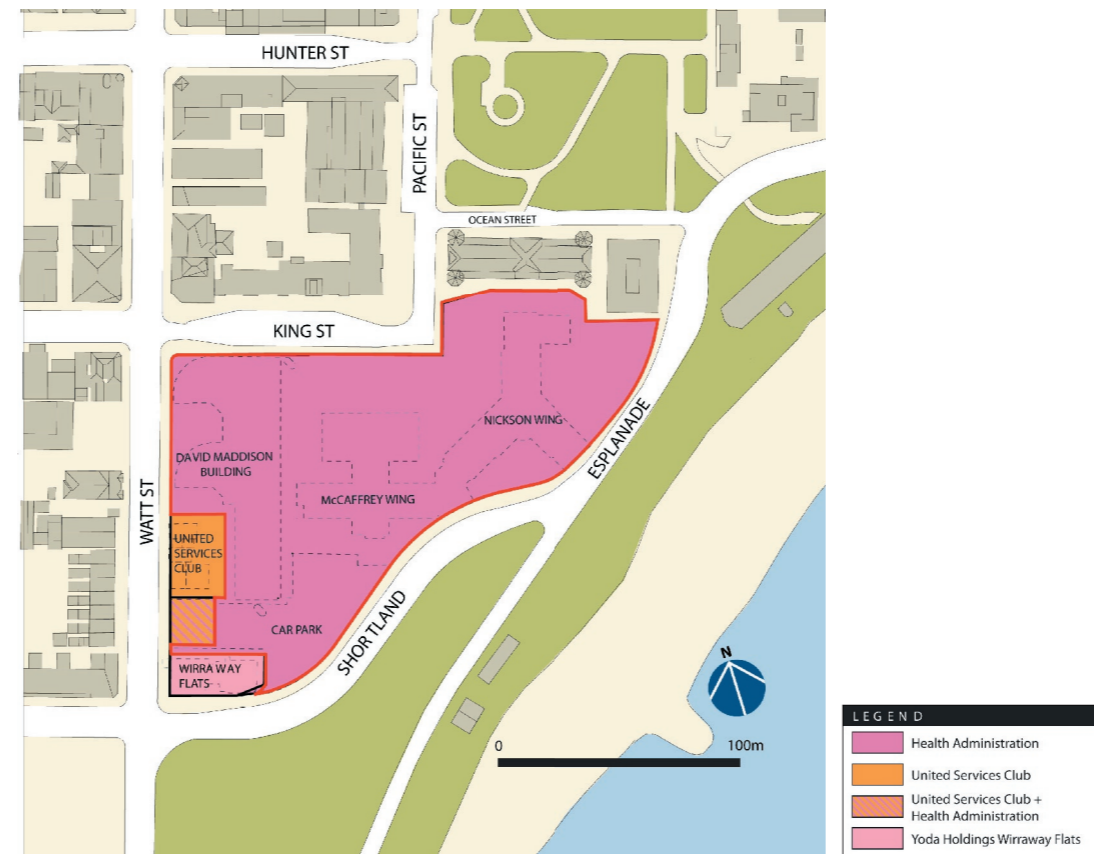 HUNTER ST
PACIFIC ST
OCEAN STREET
KING ST
NICKSON WING
ESPLANADE
DAVID MADDISON
BUILDING
McCAFFREY WING
WATT ST
UNITED
SERVICES
CLUB
CAR PARK
SHORTLAND
WIRRAWAY
FLATS
N
0
100m
LEGEND
Health Administration
United Services Club
United Services Club +
Health Administration
Yoda Holdings Wirraway Flats